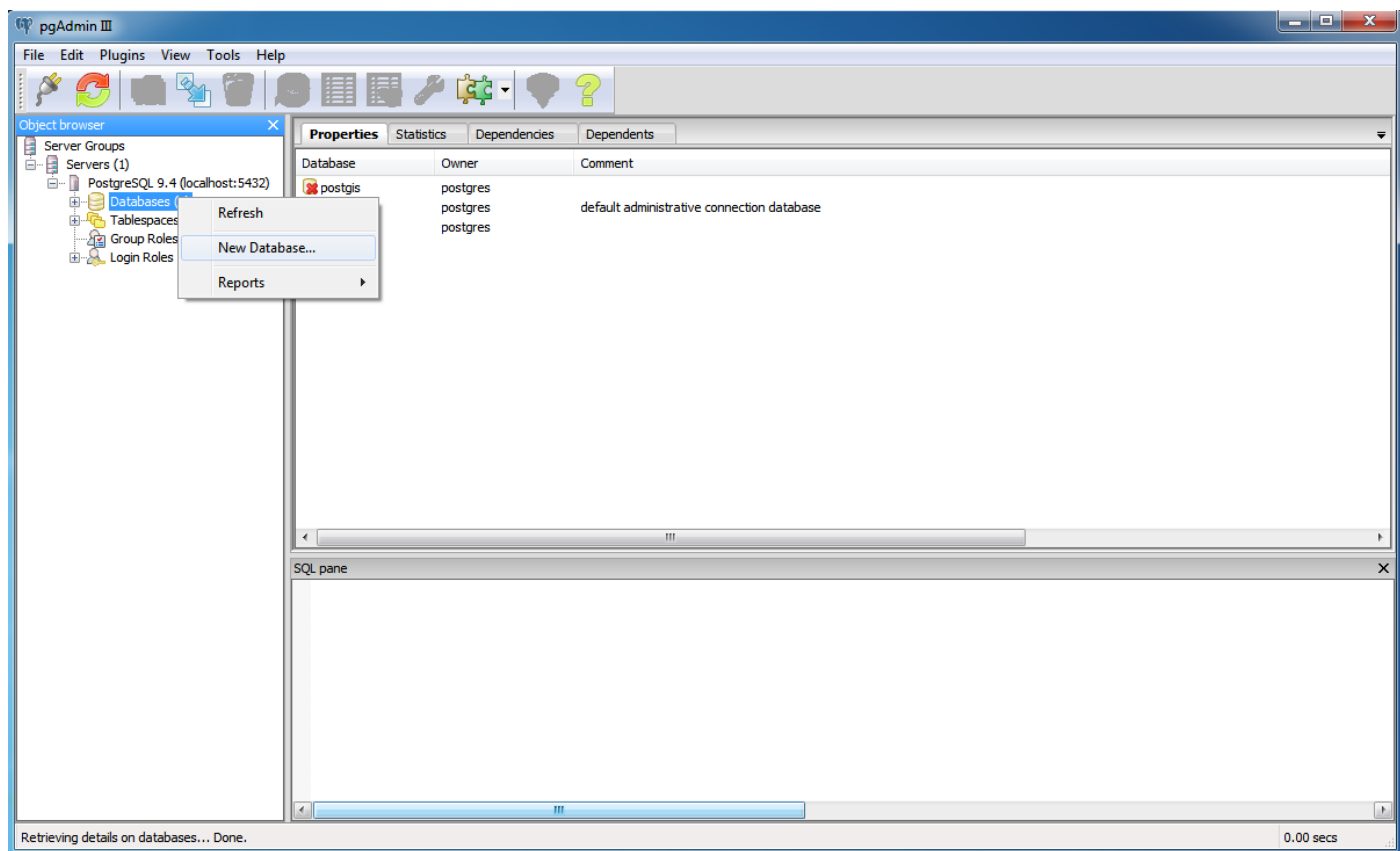 pgAdmin III
File Edit Plugins View Tools Help
Object browser
Server Groups
Servers (1)
PostgreSQL 9.4 (localhost:5432)
Databases (
Tablespaces
Group Roles
Login Roles
Refresh
New Database...
Reports
Properties Statistics Dependencies Dependents
Database Owner Comment
postgis postgres
postgres default administrative connection database
postgres
SQL pane
Retrieving details on databases... Done. 0.00 secs